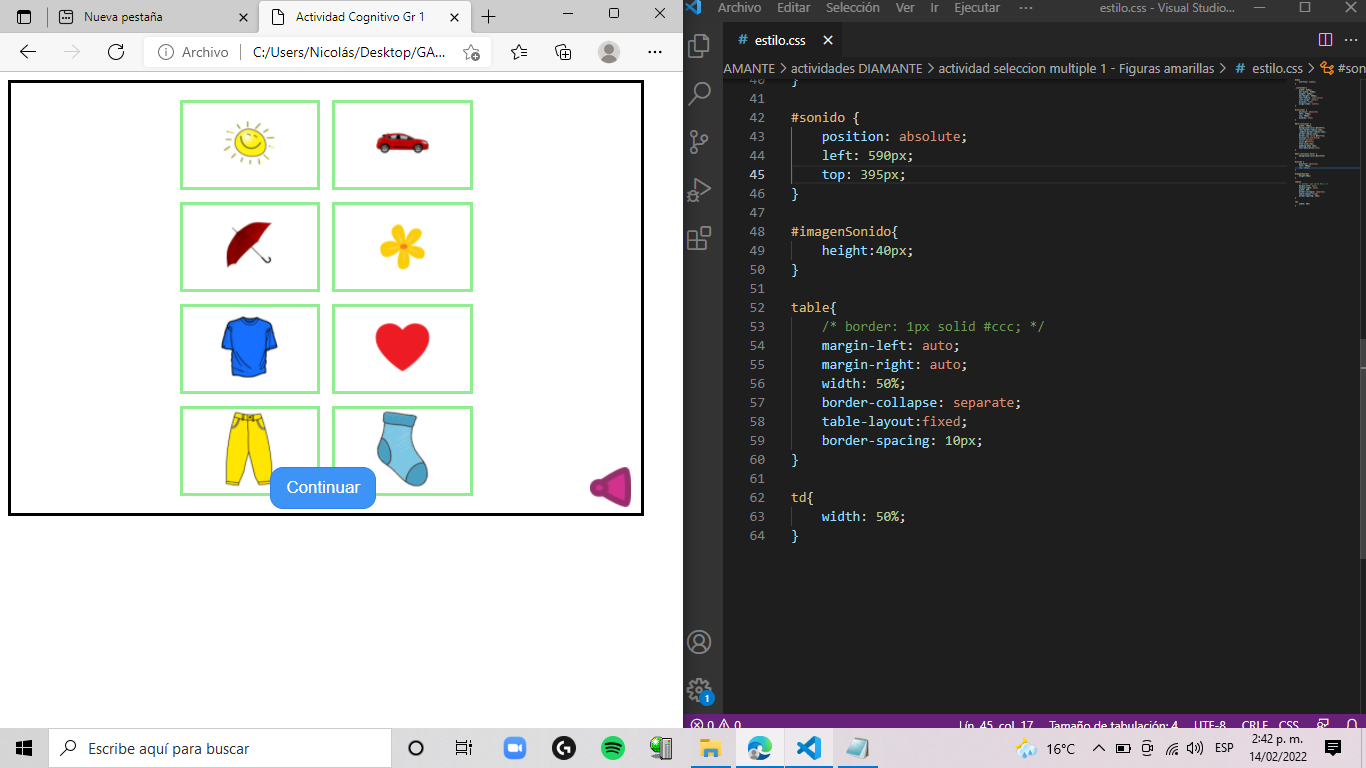 Nueva pestaña
Actividad Cognitivo Gr 1
Archivo
C:/Users/Nicolás/Desktop/GA...
Continuar
Archivo Editar Selección Ver Ir Ejecutar ···
estilo.css - Visual Studio...
# estilo.css
AMANTE > actividades DIAMANTE > actividad seleccion multiple 1 - Figuras amarillas > # estilo.css > #son
40 }
41
42 #sonido {
43 position: absolute;
44 left: 590px;
45 top: 395px;
46 }
47
48 #imagenSonido{
49 height:40px;
50 }
51
52 table{
53 /* border: 1px solid #ccc; */
54 margin-left: auto;
55 margin-right: auto;
56 width: 50%;
57 border-collapse: separate;
58 table-layout:fixed;
59 border-spacing: 10px;
60 }
61
62 td{
63 width: 50%;
64 }
1
0 0 Lín. 45, col. 17 Tamaño de tabulación: 4 UTF-8 CRLF CSS
Escribe aquí para buscar
16°C
ESP
2:42 p. m.
14/02/2022